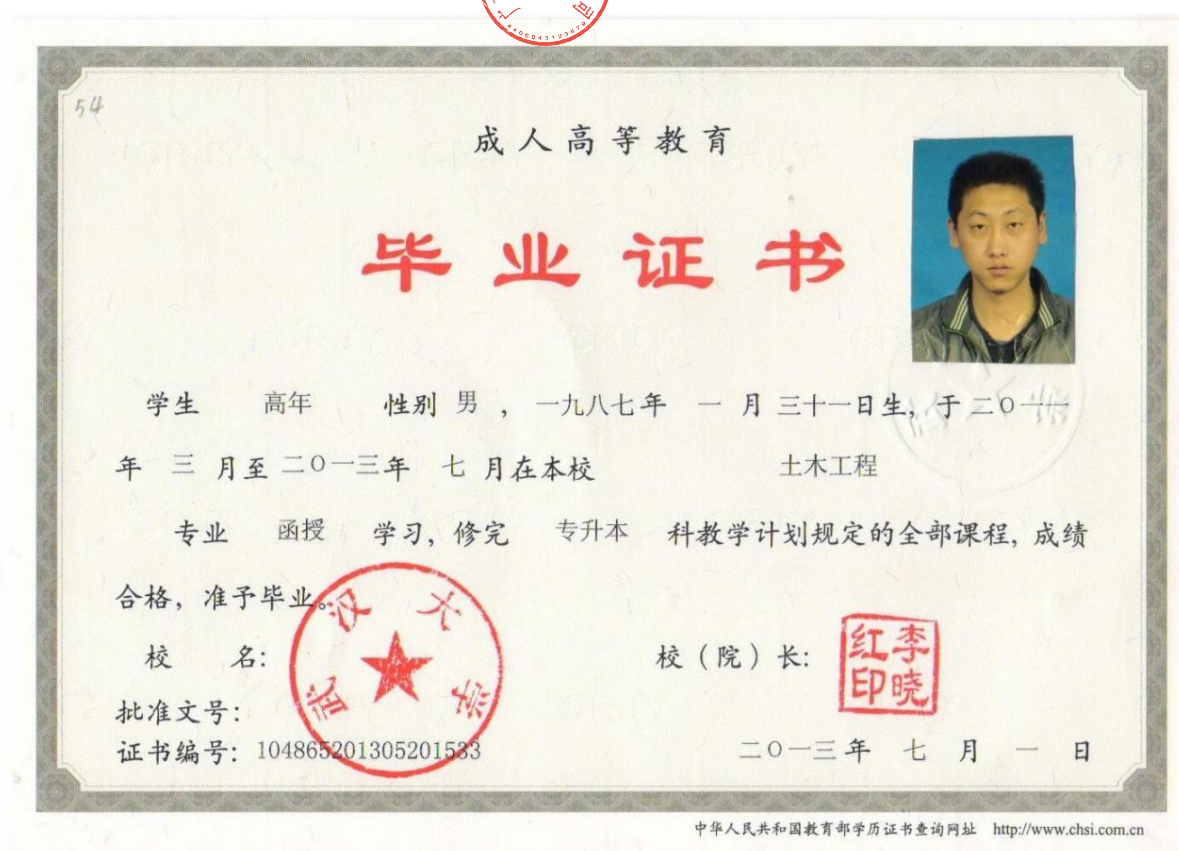 4406043123679
54
成人高等教育
毕业证书
学生 高年 性别 男 , 一九八七年 一 月 三十一日生, 于 二〇一一
年 三 月至 二〇一三年 七 月在本校 土木工程
专业 函授 学习, 修完 专升本 科教学计划规定的全部课程, 成绩
合格, 准予毕业。
武汉大学
校 名: 校（院）长: 李晓红印
批准文号:
证书编号: 104865201305201533 二〇一三年 七 月 一 日
中华人民共和国教育部学历证书查询网址 http://www.chsi.com.cn